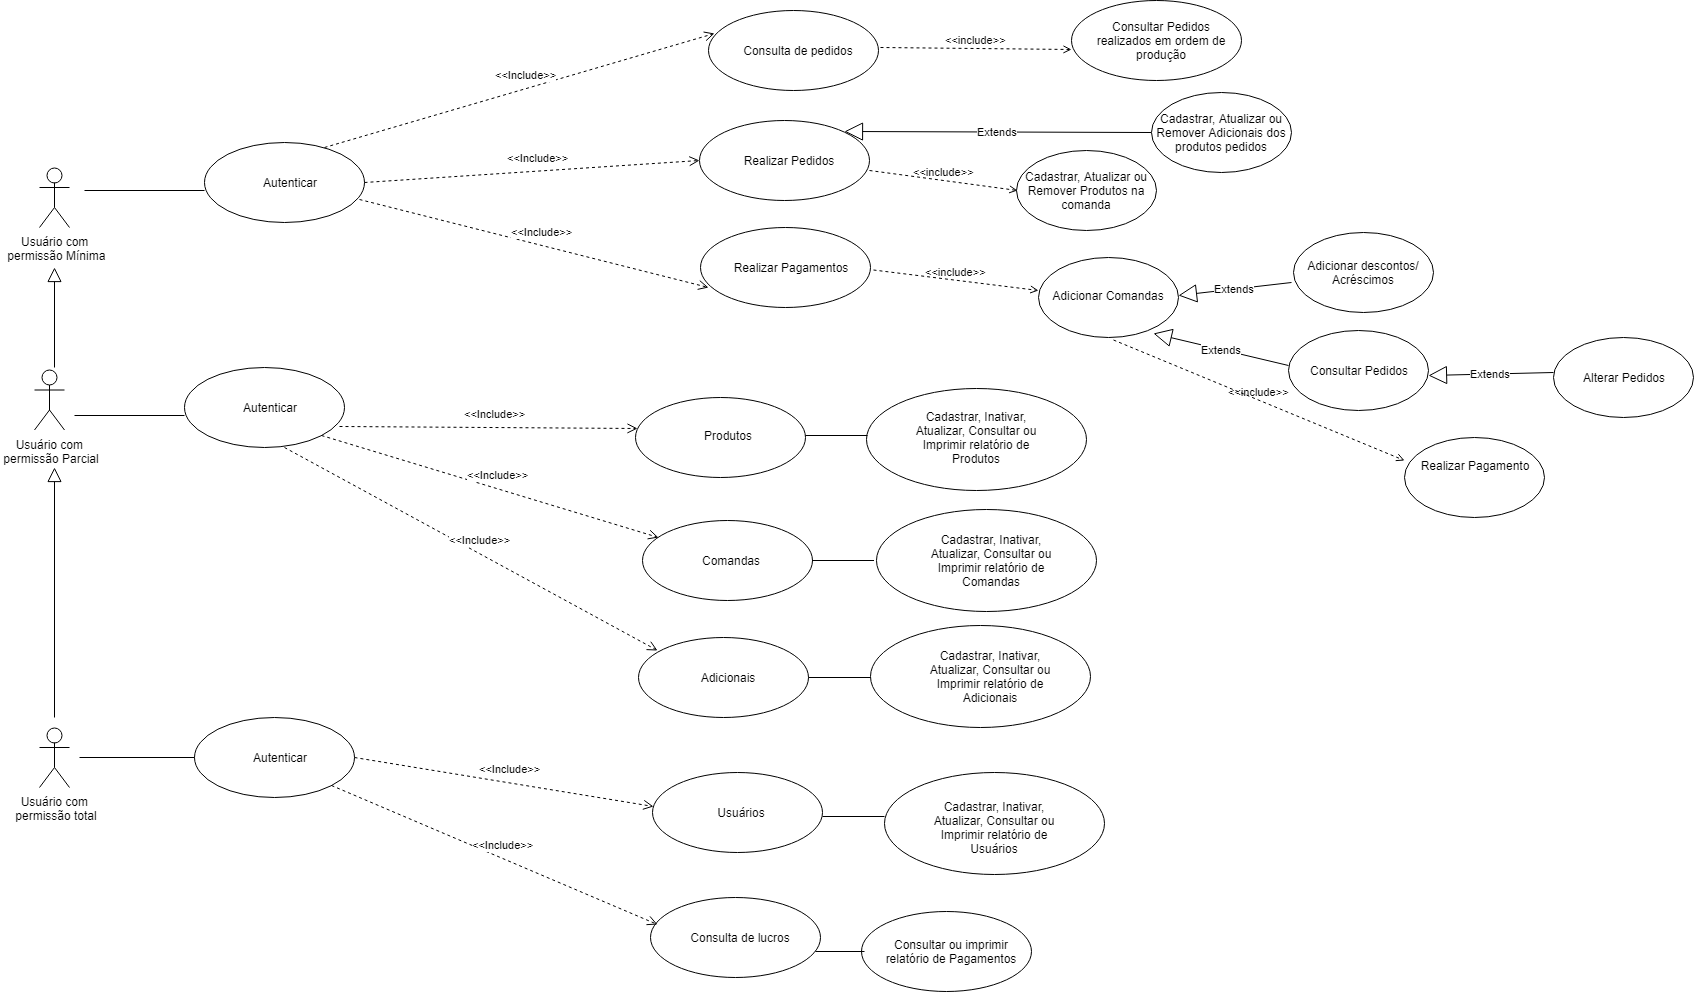 Consulta de pedidos
<<include>>
Consultar Pedidos
realizados em ordem de
produção
<<Include>>
Autenticar
<<Include>>
Realizar Pedidos
Extends
Cadastrar, Atualizar ou
Remover Adicionais dos
produtos pedidos
<<include>>
Cadastrar, Atualizar ou
Remover Produtos na
comanda
Usuário com
permissão Mínima
<<Include>>
Realizar Pagamentos
<<include>>
Adicionar Comandas
Extends
Adicionar descontos/
Acréscimos
Extends
Consultar Pedidos
Extends
Alterar Pedidos
<<include>>
Realizar Pagamento
Usuário com
permissão Parcial
Autenticar
<<Include>>
Produtos
Cadastrar, Inativar,
Atualizar, Consultar ou
Imprimir relatório de
Produtos
<<Include>>
Comandas
Cadastrar, Inativar,
Atualizar, Consultar ou
Imprimir relatório de
Comandas
<<Include>>
Adicionais
Cadastrar, Inativar,
Atualizar, Consultar ou
Imprimir relatório de
Adicionais
Usuário com
permissão total
Autenticar
<<Include>>
Usuários
Cadastrar, Inativar,
Atualizar, Consultar ou
Imprimir relatório de
Usuários
<<Include>>
Consulta de lucros
Consultar ou imprimir
relatório de Pagamentos